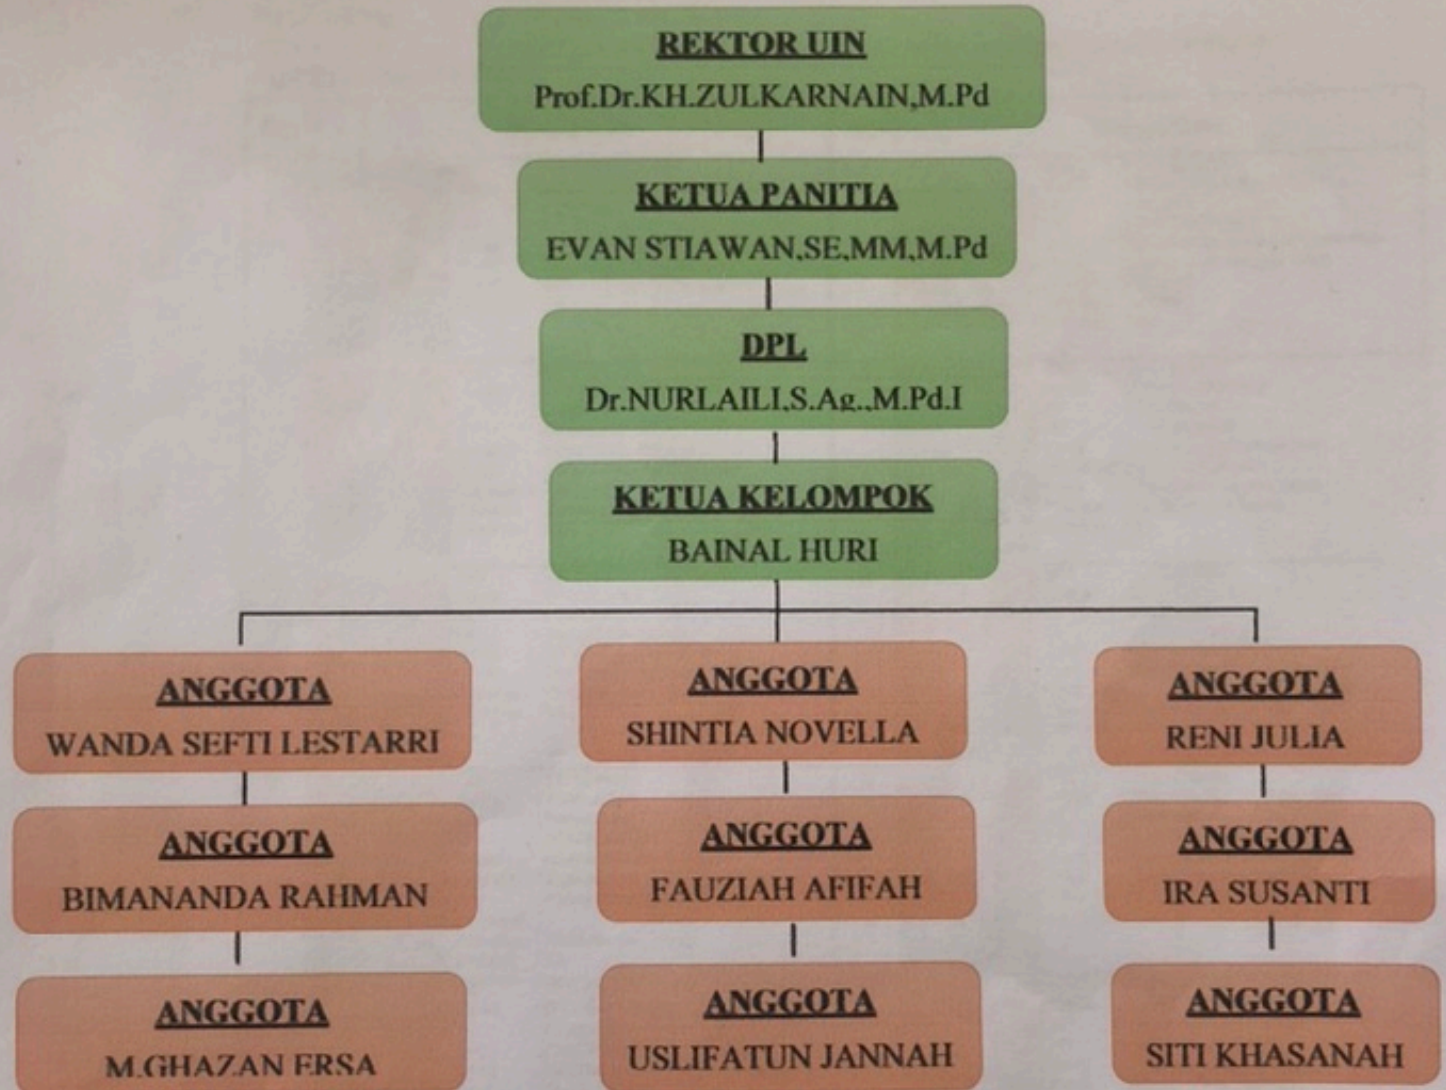 REKTOR UIN
Prof.Dr.KH.ZULKARNAIN,M.Pd
KETUA PANITIA
EVAN STIAWAN,SE,MM,M.Pd
DPL
Dr.NURLAILI,S.Ag.,M.Pd.I
KETUA KELOMPOK
BAINAL HURI
ANGGOTA
WANDA SEFTI LESTARRI
ANGGOTA
SHINTIA NOVELLA
ANGGOTA
RENI JULIA
ANGGOTA
BIMANANDA RAHMAN
ANGGOTA
FAUZIAH AFIFAH
ANGGOTA
IRA SUSANTI
ANGGOTA
M.GHAZAN ERSA
ANGGOTA
USLIFATUN JANNAH
ANGGOTA
SITI KHASANAH